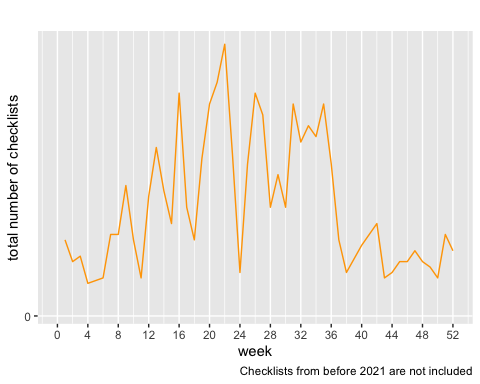 total number of checklists
0
0 4 8 12 16 20 24 28 32 36 40 44 48 52
week
Checklists from before 2021 are not included